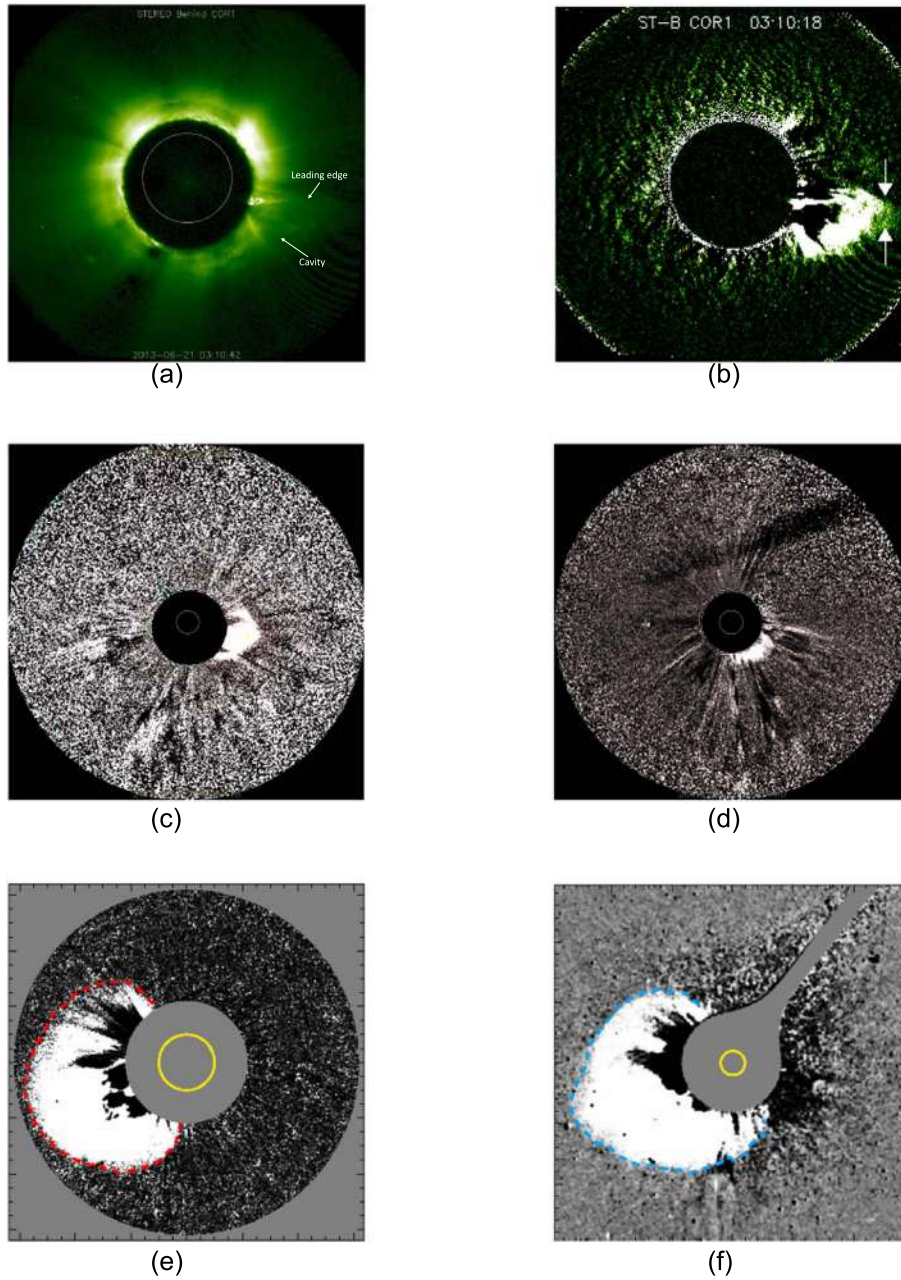 STEREO Behind COR1
ST-B COR1 03:10:18
Leading edge
Cavity
2013-06-21 03:10:42
(a)
(b)
(c)
(d)
(e)
(f)